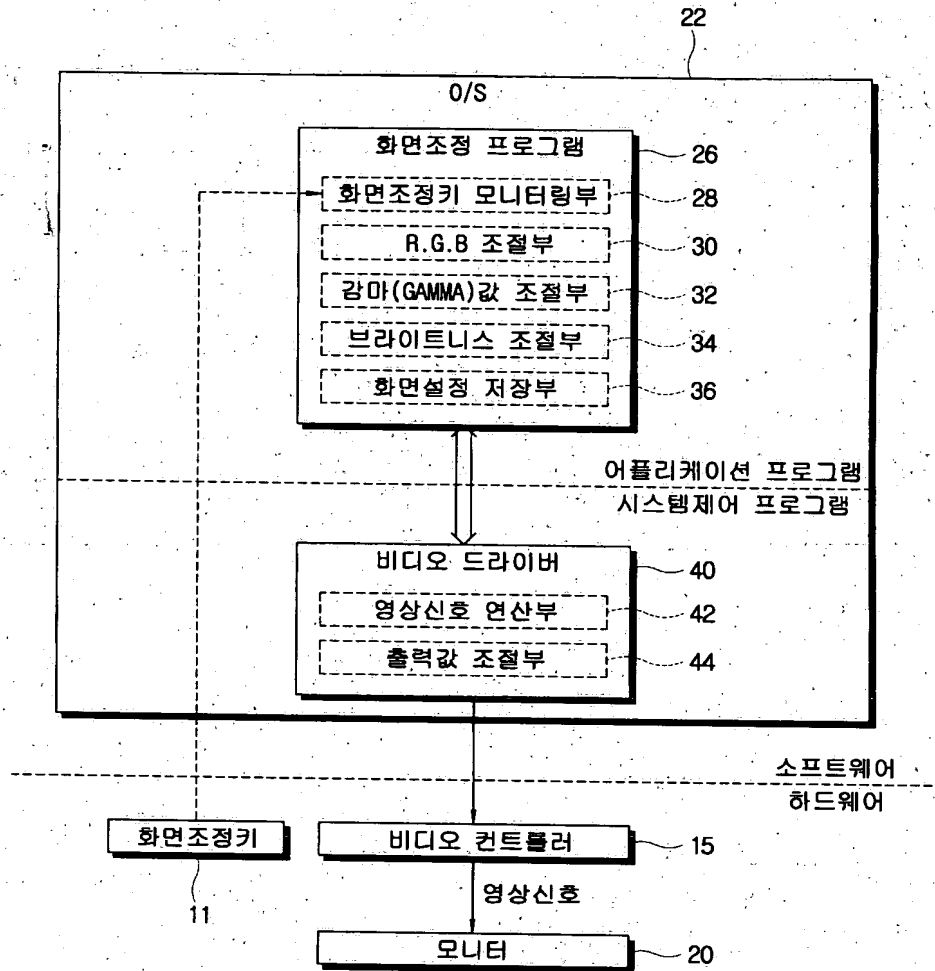 22
O/S
화면조정 프로그램
26
화면조정키 모니터링부
28
R.G.B 조절부
30
감마(GAMMA)값 조절부
32
브라이트니스 조절부
34
화면설정 저장부
36
어플리케이션 프로그램
시스템제어 프로그램
비디오 드라이버
40
영상신호 연산부
42
출력값 조절부
44
소프트웨어
하드웨어
화면조정키
11
비디오 컨트롤러
15
영상신호
모니터
20